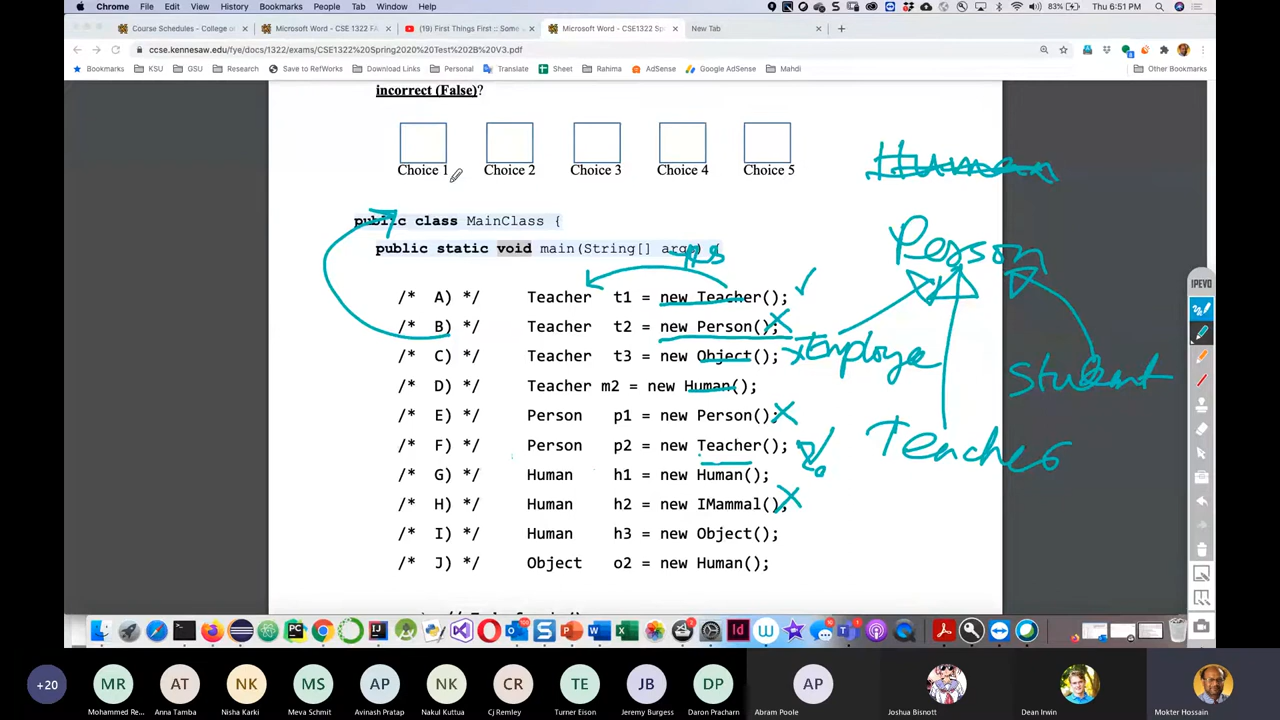 Chrome File Edit View History Bookmarks People Tab Window Help 83% Thu 6:51 PM
Course Schedules - College o Microsoft Word - CSE 1322 FA (19) First Things First :: Some Microsoft Word - CSE1322 Sp New Tab
ccse.kennesaw.edu/fye/docs/1322/exams/CSE1322%20Spring2020%20Test%202B%20V3.pdf
Bookmarks KSU GSU Research Save to RefWorks Download Links Personal Translate Sheet Rahima AdSense Google AdSense Mahdi Other Bookmarks
incorrect (False)?
Choice 1 Choice 2 Choice 3 Choice 4 Choice 5
Human
public class MainClass {
Person
public static void main(String[] args) {
yes
/* A) */ Teacher t1 = new Teacher();
/* B) */ Teacher t2 = new Person();
/* C) */ Teacher t3 = new Object();
Employe
Student
/* D) */ Teacher m2 = new Human();
/* E) */ Person p1 = new Person();
/* F) */ Person p2 = new Teacher();
Teacher
/* G) */ Human h1 = new Human();
/* H) */ Human h2 = new IMammal();
/* I) */ Human h3 = new Object();
/* J) */ Object o2 = new Human();
IPEVO
+20 MR AT NK MS AP NK CR TE JB DP AP
Mohammed Re... Anna Tamba Nisha Karki Meva Schmit Avinash Pratap Nakul Kuttua Cj Remley Turner Eison Jeremy Burgess Daron Pracharn Abram Poole Joshua Bisnott Dean Irwin Mokter Hossain